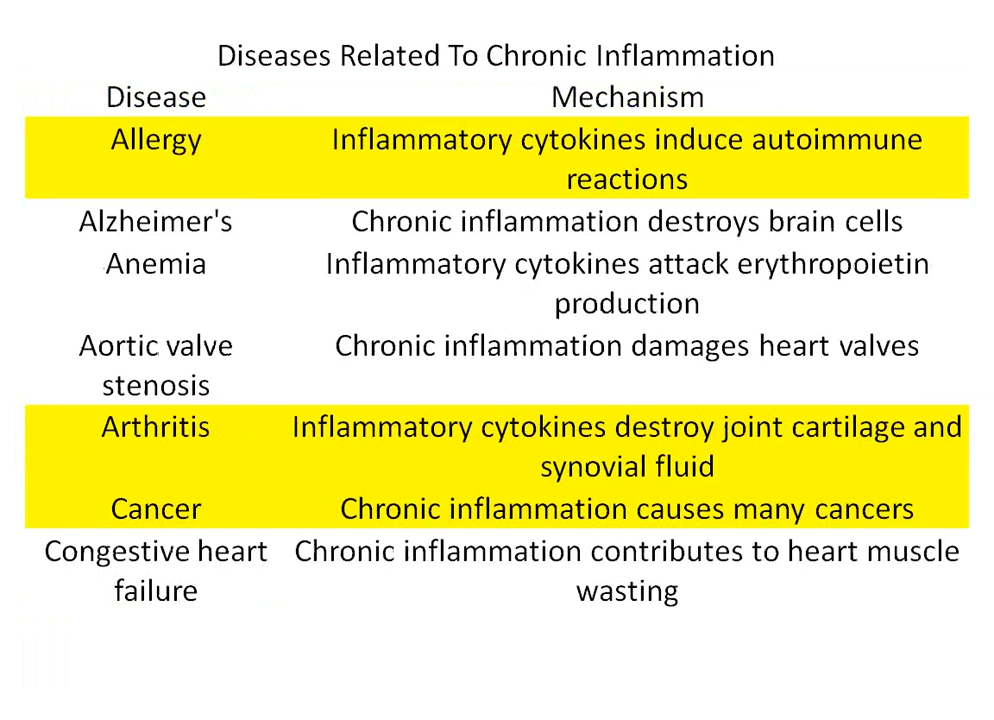 Diseases Related To Chronic Inflammation
Disease Mechanism
Allergy Inflammatory cytokines induce autoimmune
reactions
Alzheimer's Chronic inflammation destroys brain cells
Anemia Inflammatory cytokines attack erythropoietin
production
Aortic valve Chronic inflammation damages heart valves
stenosis
Arthritis Inflammatory cytokines destroy joint cartilage and
synovial fluid
Cancer Chronic inflammation causes many cancers
Congestive heart Chronic inflammation contributes to heart muscle
failure wasting